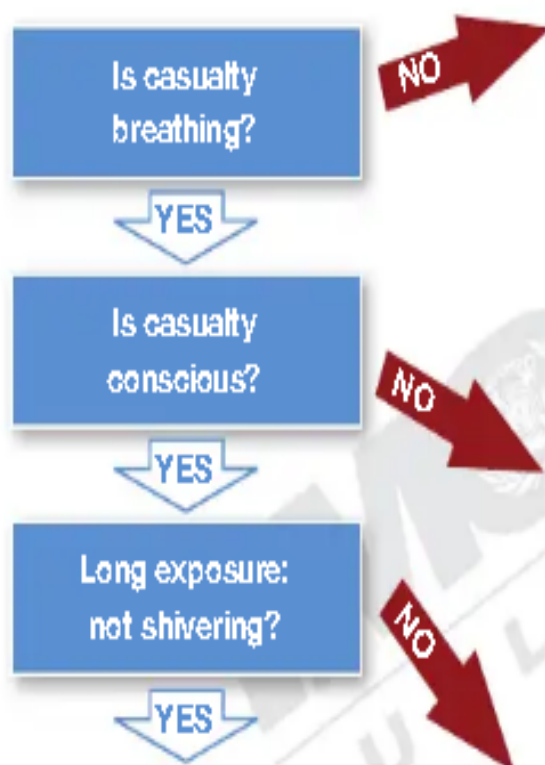 Is casualty
breathing?
NO
YES
Is casualty
conscious?
NO
YES
Long exposure:
not shivering?
NO
YES